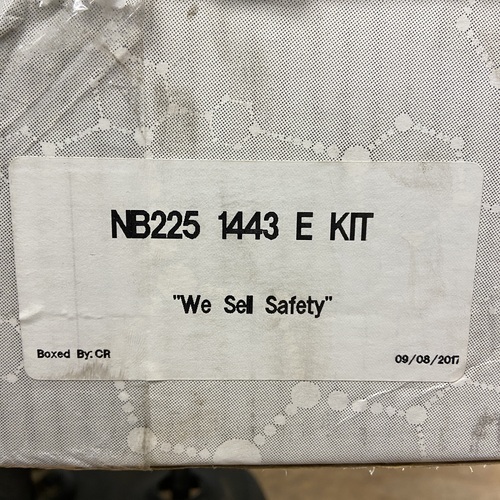 NB225 1443 E KIT
"We Sell Safety"
Boxed By: CR
09/08/2017